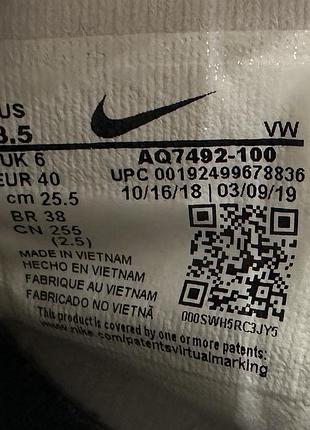 US
8.5
VW
UK 6
AQ7492-100
EUR 40
UPC 00192499678836
cm 25.5
10/16/18 | 03/09/19
BR 38
CN 255
(2.5)
MADE IN VIETNAM
HECHO EN VIETNAM
FABRIQUE AU VIETNAM
FABRICADO NO VIETNÃ
000SWH5RC3JY5
This product is covered by one or more patents:
www.nike.com/patentsvirtualmarking